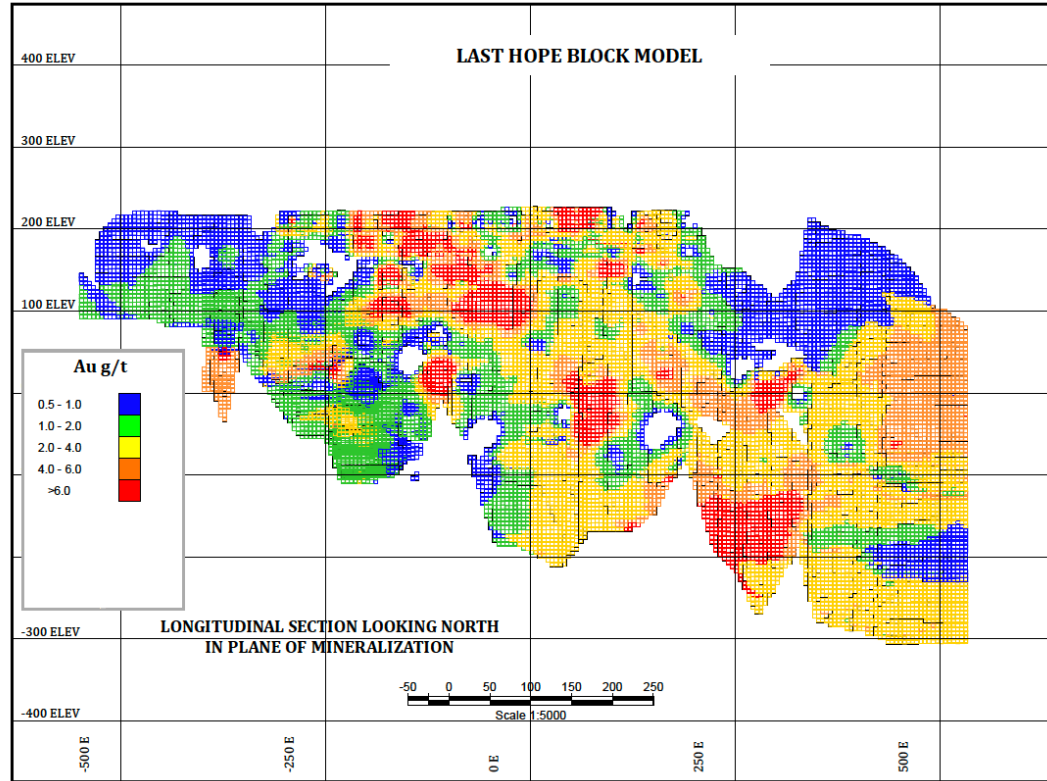 LAST HOPE BLOCK MODEL
400 ELEV
300 ELEV
200 ELEV
100 ELEV
Au g/t
0.5 - 1.0
1.0 - 2.0
2.0 - 4.0
4.0 - 6.0
>6.0
LONGITUDINAL SECTION LOOKING NORTH
IN PLANE OF MINERALIZATION
-300 ELEV
-50 0 50 100 150 200 250
Scale 1:5000
-400 ELEV
-500 E
-250 E
0 E
250 E
500 E